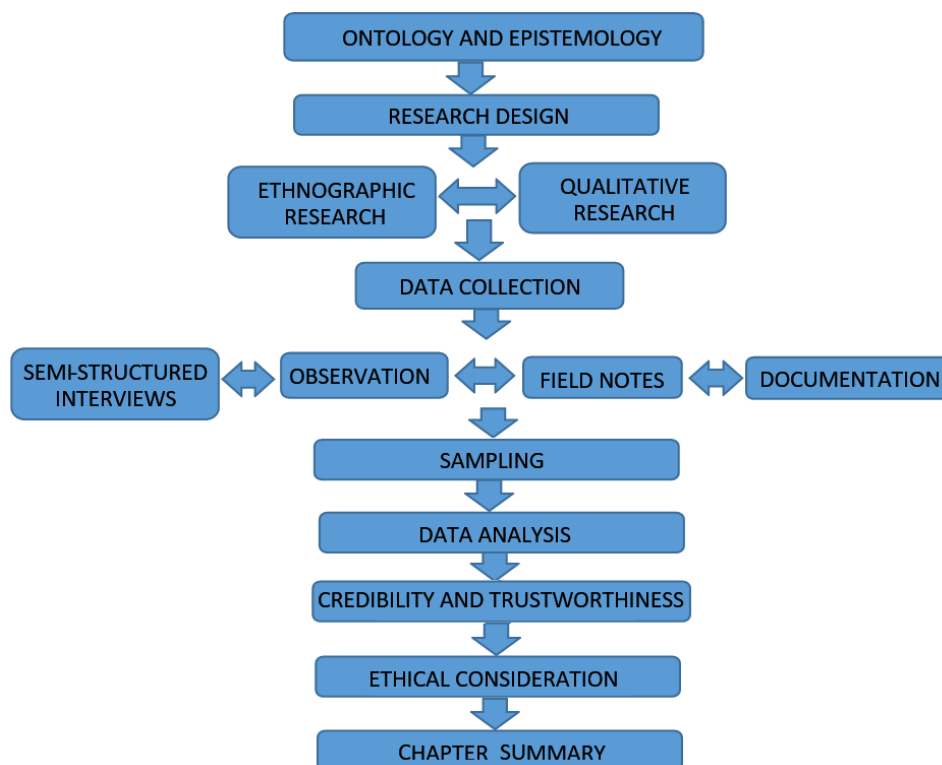 ONTOLOGY AND EPISTEMOLOGY
RESEARCH DESIGN
ETHNOGRAPHIC
RESEARCH
QUALITATIVE
RESEARCH
DATA COLLECTION
SEMI-STRUCTURED
INTERVIEWS
OBSERVATION
FIELD NOTES
DOCUMENTATION
SAMPLING
DATA ANALYSIS
CREDIBILITY AND TRUSTWORTHINESS
ETHICAL CONSIDERATION
CHAPTER SUMMARY